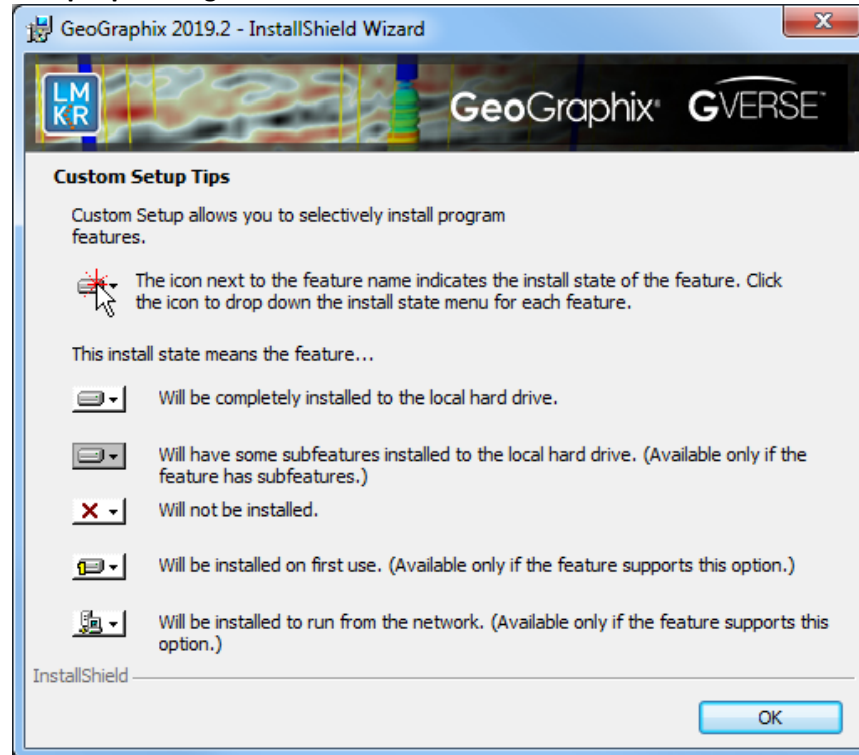 GeoGraphix 2019.2 - InstallShield Wizard
LM
KR
GeoGraphix® GVERSE™
Custom Setup Tips
Custom Setup allows you to selectively install program
features.
The icon next to the feature name indicates the install state of the feature. Click
the icon to drop down the install state menu for each feature.
This install state means the feature...
Will be completely installed to the local hard drive.
Will have some subfeatures installed to the local hard drive. (Available only if the
feature has subfeatures.)
Will not be installed.
Will be installed on first use. (Available only if the feature supports this option.)
Will be installed to run from the network. (Available only if the feature supports this
option.)
InstallShield
OK